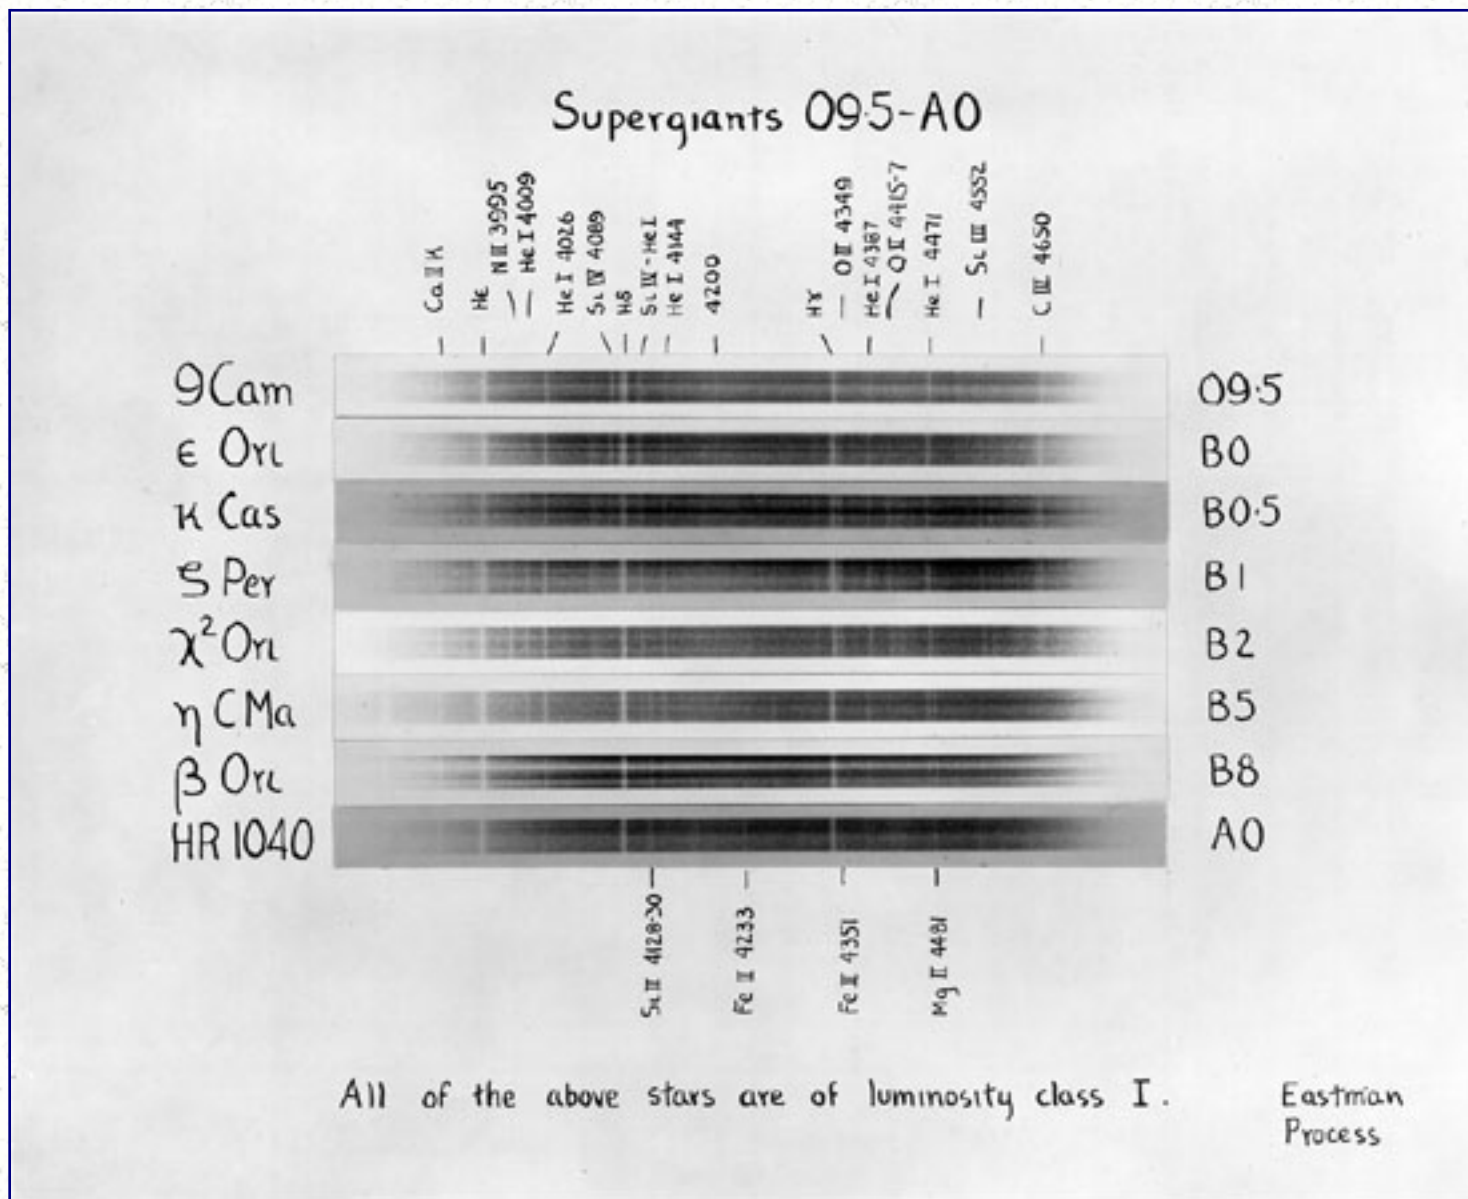 Supergiants O9.5-A0
Ca II K
Hε
N II 3995
He I 4009
He I 4026
Si IV 4089
Hδ
Si IV-He I
He I 4144
4200
Hγ
O II 4349
He I 4387
O II 4415-7
He I 4471
Si III 4552
C III 4650
9 Cam O9.5
ε Ori B0
κ Cas B0.5
ζ Per B1
χ² Ori B2
η CMa B5
β Ori B8
HR 1040 A0
Si II 4128-30
Fe II 4233
Fe II 4351
Mg II 4481
All of the above stars are of luminosity class I.
Eastman
Process